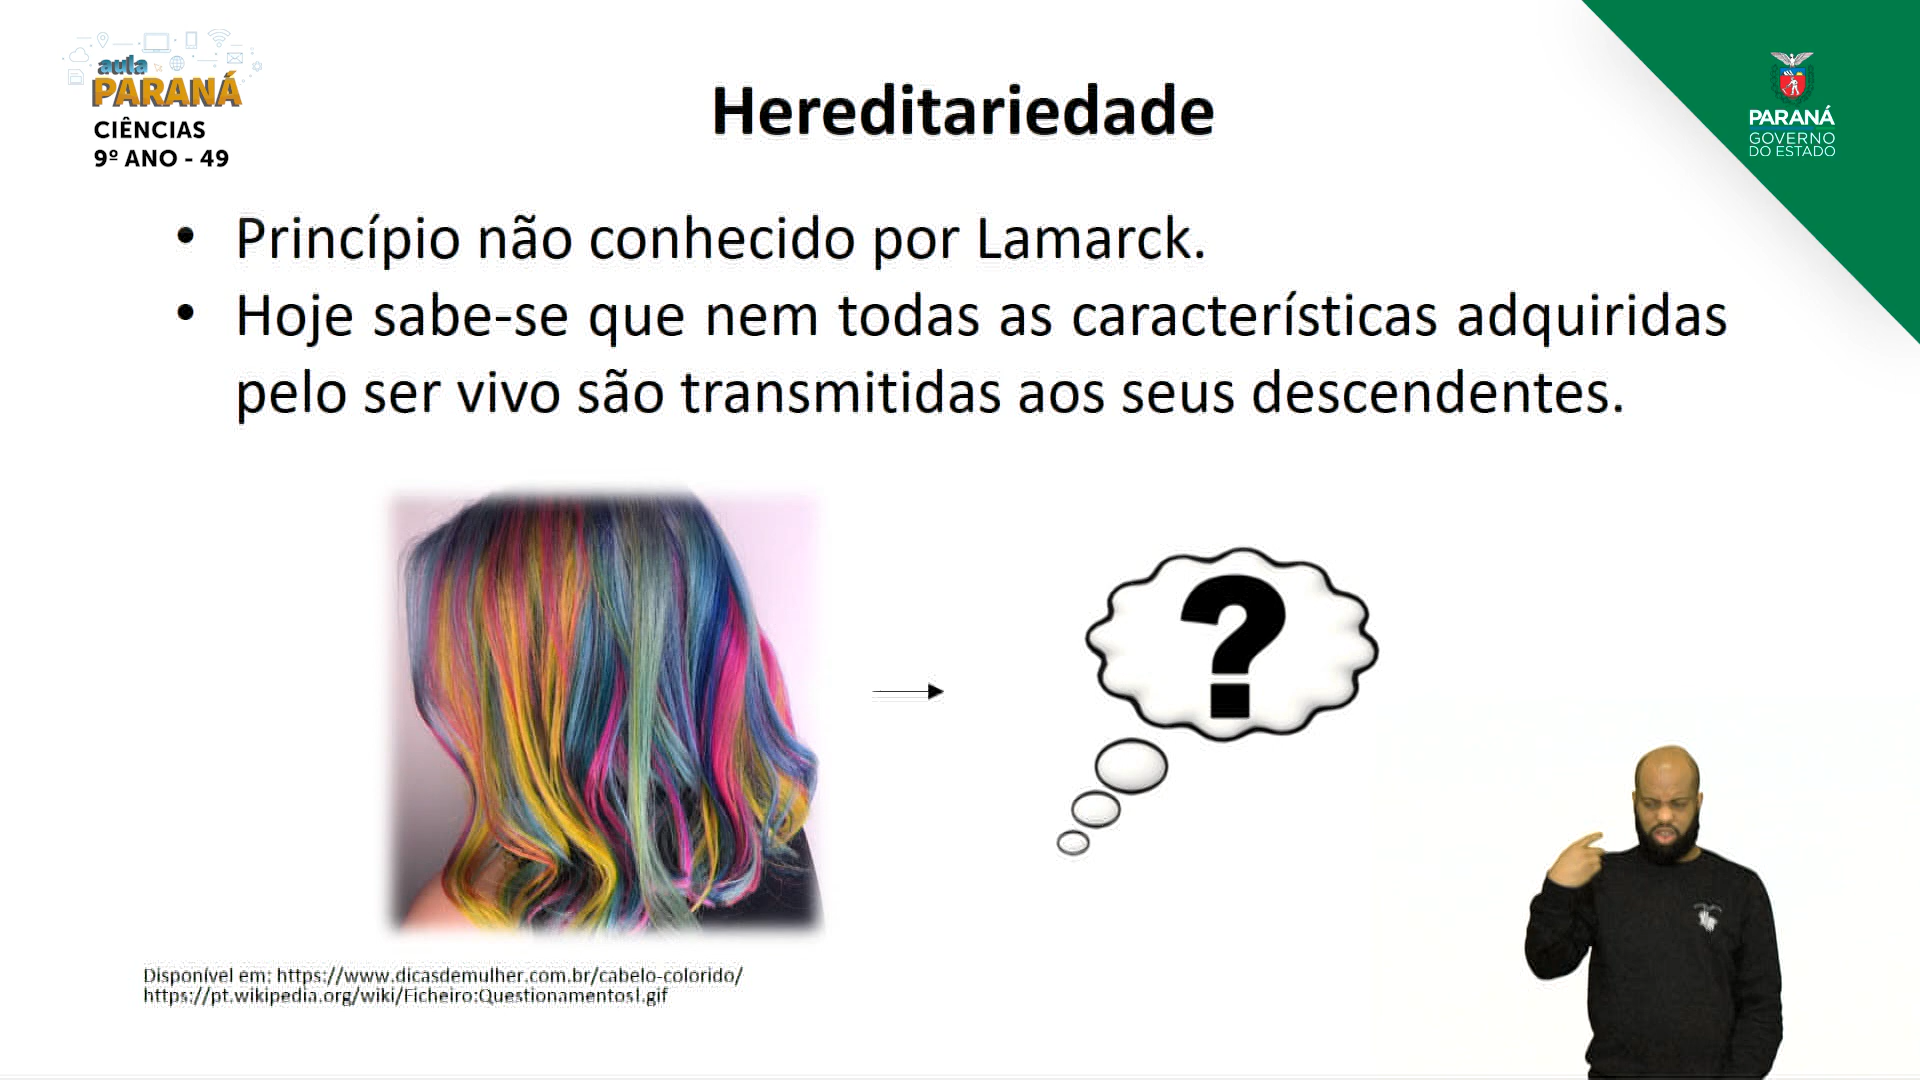 aula
PARANÁ
CIÊNCIAS
9º ANO - 49
Hereditariedade
PARANÁ
GOVERNO
DO ESTADO
• Princípio não conhecido por Lamarck.
• Hoje sabe-se que nem todas as características adquiridas
pelo ser vivo são transmitidas aos seus descendentes.
?
Disponível em: https://www.dicasdemulher.com.br/cabelo-colorido/
https://pt.wikipedia.org/wiki/Ficheiro:Questionamentos1.gif